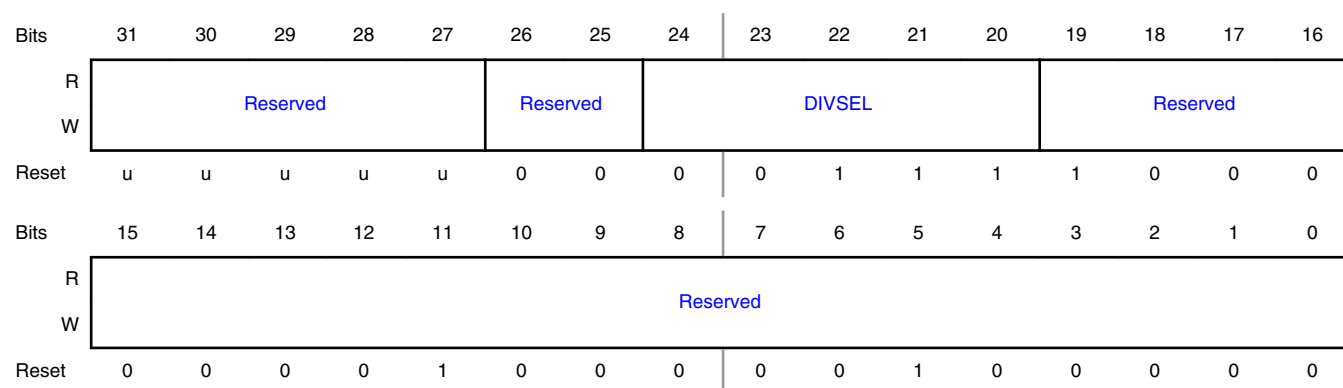 Bits 31 30 29 28 27 26 25 24 23 22 21 20 19 18 17 16
R
Reserved Reserved DIVSEL Reserved
W
Reset u u u u u 0 0 0 0 1 1 1 1 0 0 0
Bits 15 14 13 12 11 10 9 8 7 6 5 4 3 2 1 0
R
Reserved
W
Reset 0 0 0 0 1 0 0 0 0 0 1 0 0 0 0 0